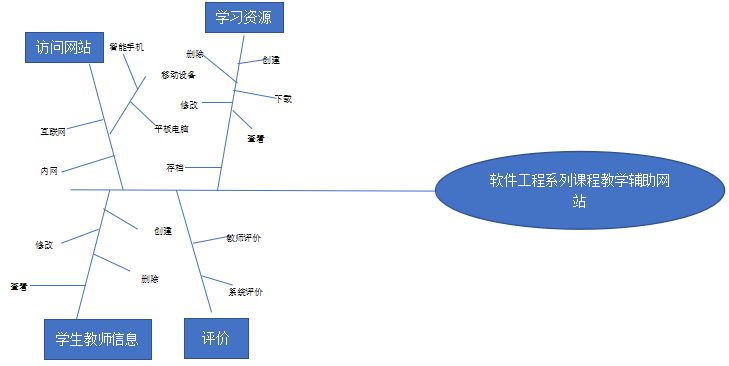 学习资源
访问网站
智能手机
删除
创建
移动设备
下载
修改
互联网
平板电脑
查看
内网
存档
软件工程系列课程教学辅助网
站
创建
修改
教师评价
删除
查看
系统评价
学生教师信息
评价